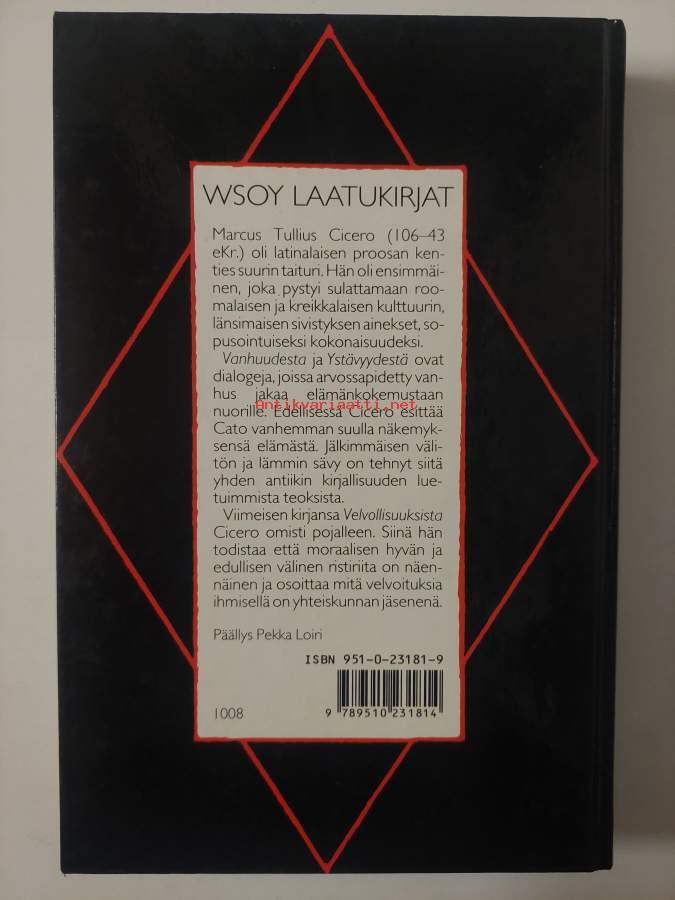 WSOY LAATUKIRJAT
Marcus Tullius Cicero (106–43
eKr.) oli latinalaisen proosan ken-
ties suurin taituri. Hän oli ensimmäi-
nen, joka pystyi sulattamaan roo-
malaisen ja kreikkalaisen kulttuurin,
länsimaisen sivistyksen ainekset, so-
pusointuiseksi kokonaisuudeksi.
Vanhuudesta ja Ystävyydestä ovat
dialogeja, joissa arvossapidetty van-
hus jakaa elämänkokemustaan
Antikvariaatti.net
nuorille. Edellisessä Cicero esittää
Cato vanhemman suulla näkemyk-
sensä elämästä. Jälkimmäisen väli-
tön ja lämmin sävy on tehnyt siitä
yhden antiikin kirjallisuuden lue-
tuimmista teoksista.
Viimeisen kirjansa Velvollisuuksista
Cicero omisti pojalleen. Siinä hän
todistaa että moraalisen hyvän ja
edullisen välinen ristiriita on näen-
näinen ja osoittaa mitä velvoituksia
ihmisellä on yhteiskunnan jäsenenä.
Päällys Pekka Loiri
ISBN 951-0-23181-9
1008
9 789510 231814